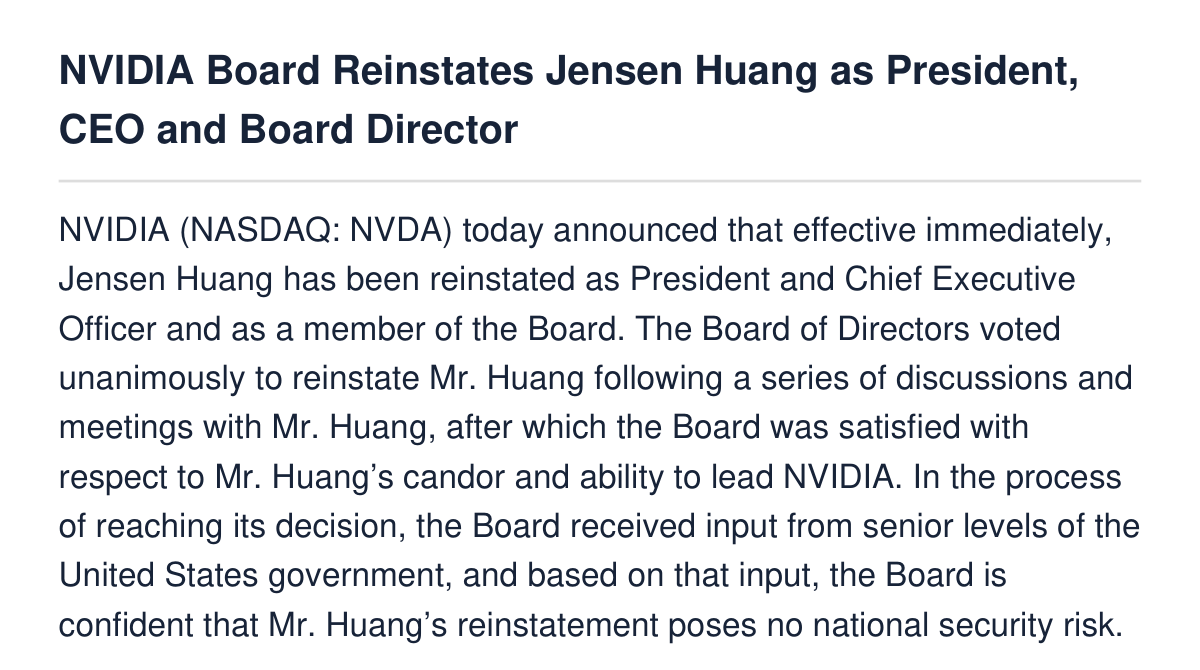 NVIDIA Board Reinstates Jensen Huang as President,
CEO and Board Director
NVIDIA (NASDAQ: NVDA) today announced that effective immediately,
Jensen Huang has been reinstated as President and Chief Executive
Officer and as a member of the Board. The Board of Directors voted
unanimously to reinstate Mr. Huang following a series of discussions and
meetings with Mr. Huang, after which the Board was satisfied with
respect to Mr. Huang’s candor and ability to lead NVIDIA. In the process
of reaching its decision, the Board received input from senior levels of the
United States government, and based on that input, the Board is
confident that Mr. Huang’s reinstatement poses no national security risk.